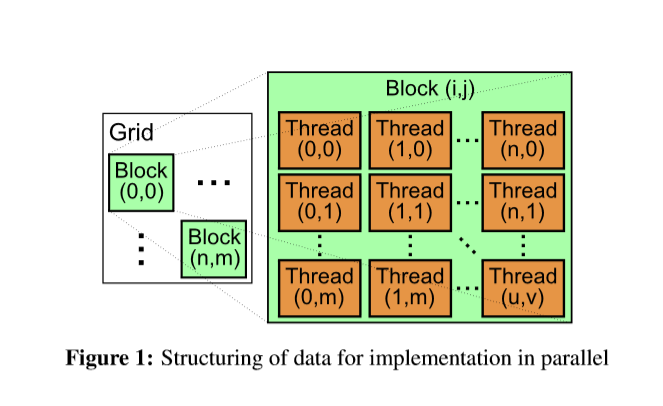 Block (i,j)
Grid
Block
(0,0)
...
Block
(n,m)
Thread
(0,0)
Thread
(1,0)
...
Thread
(n,0)
Thread
(0,1)
Thread
(1,1)
...
Thread
(n,1)
Thread
(0,m)
Thread
(1,m)
...
Thread
(u,v)
Figure 1: Structuring of data for implementation in parallel